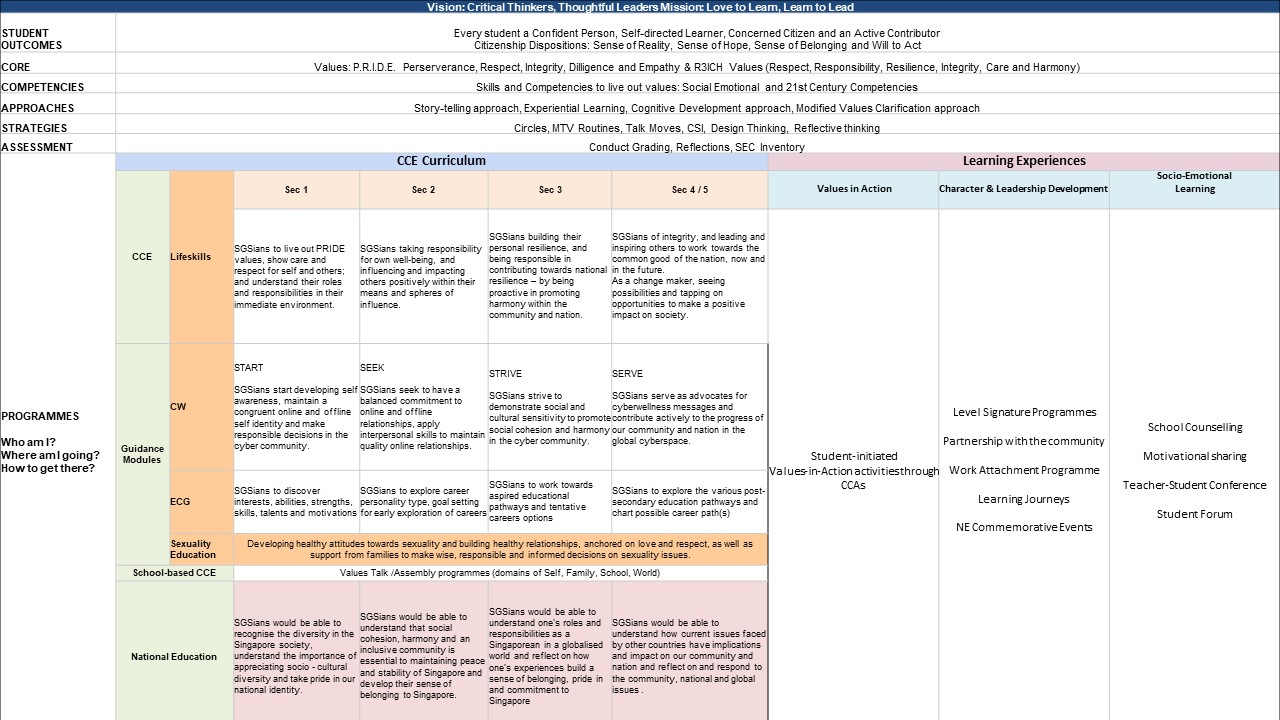 Vision: Critical Thinkers, Thoughtful Leaders Mission: Love to Learn, Learn to Lead
STUDENT
OUTCOMES
Every student a Confident Person, Self-directed Learner, Concerned Citizen and an Active Contributor
Citizenship Dispositions: Sense of Reality, Sense of Hope, Sense of Belonging and Will to Act
CORE
Values: P.R.I.D.E. Perserverance, Respect, Integrity, Dilligence and Empathy & R3ICH Values (Respect, Responsibility, Resilience, Integrity, Care and Harmony)
COMPETENCIES
Skills and Competencies to live out values: Social Emotional and 21st Century Competencies
APPROACHES
Story-telling approach, Experiential Learning, Cognitive Development approach, Modified Values Clarification approach
STRATEGIES
Circles, MTV Routines, Talk Moves, CSI, Design Thinking, Reflective thinking
ASSESSMENT
Conduct Grading, Reflections, SEC Inventory
PROGRAMMES
Who am I?
Where am I going?
How to get there?
CCE Curriculum
Learning Experiences
Sec 1
Sec 2
Sec 3
Sec 4 / 5
Values in Action
Character & Leadership Development
Socio-Emotional
Learning
CCE
Lifeskills
SGSians to live out PRIDE
values, show care and
respect for self and others;
and understand their roles
and responsibilities in their
immediate environment.
SGSians taking responsibility
for own well-being, and
influencing and impacting
others positively within their
means and spheres of
influence.
SGSians building their
personal resilience, and
being responsible in
contributing towards national
resilience – by being
proactive in promoting
harmony within the
community and nation.
SGSians of integrity, and leading and
inspiring others to work towards the
common good of the nation, now and
in the future.
As a change maker, seeing
possibilities and tapping on
opportunities to make a positive
impact on society.
Guidance
Modules
CW
START
SGSians start developing self
awareness, maintain a
congruent online and offline
self identity and make
responsible decisions in the
cyber community.
SEEK
SGSians seek to have a
balanced commitment to
online and offline
relationships, apply
interpersonal skills to maintain
quality online relationships.
STRIVE
SGSians strive to
demonstrate social and
cultural sensitivity to promote
social cohesion and harmony
in the cyber community.
SERVE
SGSians serve as advocates for
cyberwellness messages and
contribute actively to the progress of
our community and nation in the
global cyberspace.
ECG
SGSians to discover
interests, abilities, strengths,
skills, talents and motivations
SGSians to explore career
personality type, goal setting
for early exploration of careers
SGSians to work towards
aspired educational
pathways and tentative
careers options
SGSians to explore the various post-
secondary education pathways and
chart possible career path(s)
Sexuality
Education
Developing healthy attitudes towards sexuality and building healthy relationships, anchored on love and respect, as well as
support from families to make wise, responsible and informed decisions on sexuality issues.
School-based CCE
Values Talk /Assembly programmes (domains of Self, Family, School, World)
National Education
SGSians would be able to
recognise the diversity in the
Singapore society,
understand the importance of
appreciating socio - cultural
diversity and take pride in our
national identity.
SGSians would be able to
understand that social
cohesion, harmony and an
inclusive community is
essential to maintaining peace
and stability of Singapore and
develop their sense of
belonging to Singapore.
SGSians would be able to
understand one's roles and
responsibilities as a
Singaporean in a globalised
world and reflect on how
one's experiences build a
sense of belonging, pride in
and commitment to
Singapore
SGSians would be able to
understand how current issues faced
by other countries have implications
and impact on our community and
nation and reflect on and respond to
the community, national and global
issues .
Student-initiated
Values-in-Action activities through
CCAs
Level Signature Programmes
Partnership with the community
Work Attachment Programme
Learning Journeys
NE Commemorative Events
School Counselling
Motivational sharing
Teacher-Student Conference
Student Forum